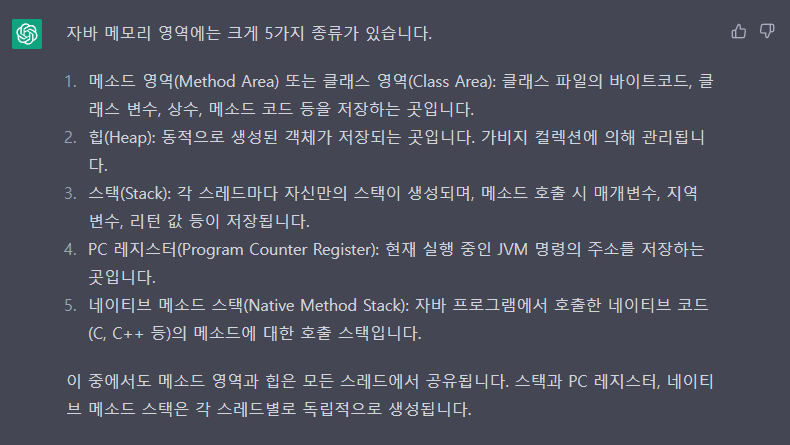 자바 메모리 영역에는 크게 5가지 종류가 있습니다.
1. 메소드 영역(Method Area) 또는 클래스 영역(Class Area): 클래스 파일의 바이트코드, 클
래스 변수, 상수, 메소드 코드 등을 저장하는 곳입니다.
2. 힙(Heap): 동적으로 생성된 객체가 저장되는 곳입니다. 가비지 컬렉션에 의해 관리됩니
다.
3. 스택(Stack): 각 스레드마다 자신만의 스택이 생성되며, 메소드 호출 시 매개변수, 지역
변수, 리턴 값 등이 저장됩니다.
4. PC 레지스터(Program Counter Register): 현재 실행 중인 JVM 명령의 주소를 저장하는
곳입니다.
5. 네이티브 메소드 스택(Native Method Stack): 자바 프로그램에서 호출한 네이티브 코드
(C, C++ 등)의 메소드에 대한 호출 스택입니다.
이 중에서도 메소드 영역과 힙은 모든 스레드에서 공유됩니다. 스택과 PC 레지스터, 네이티
브 메소드 스택은 각 스레드별로 독립적으로 생성됩니다.